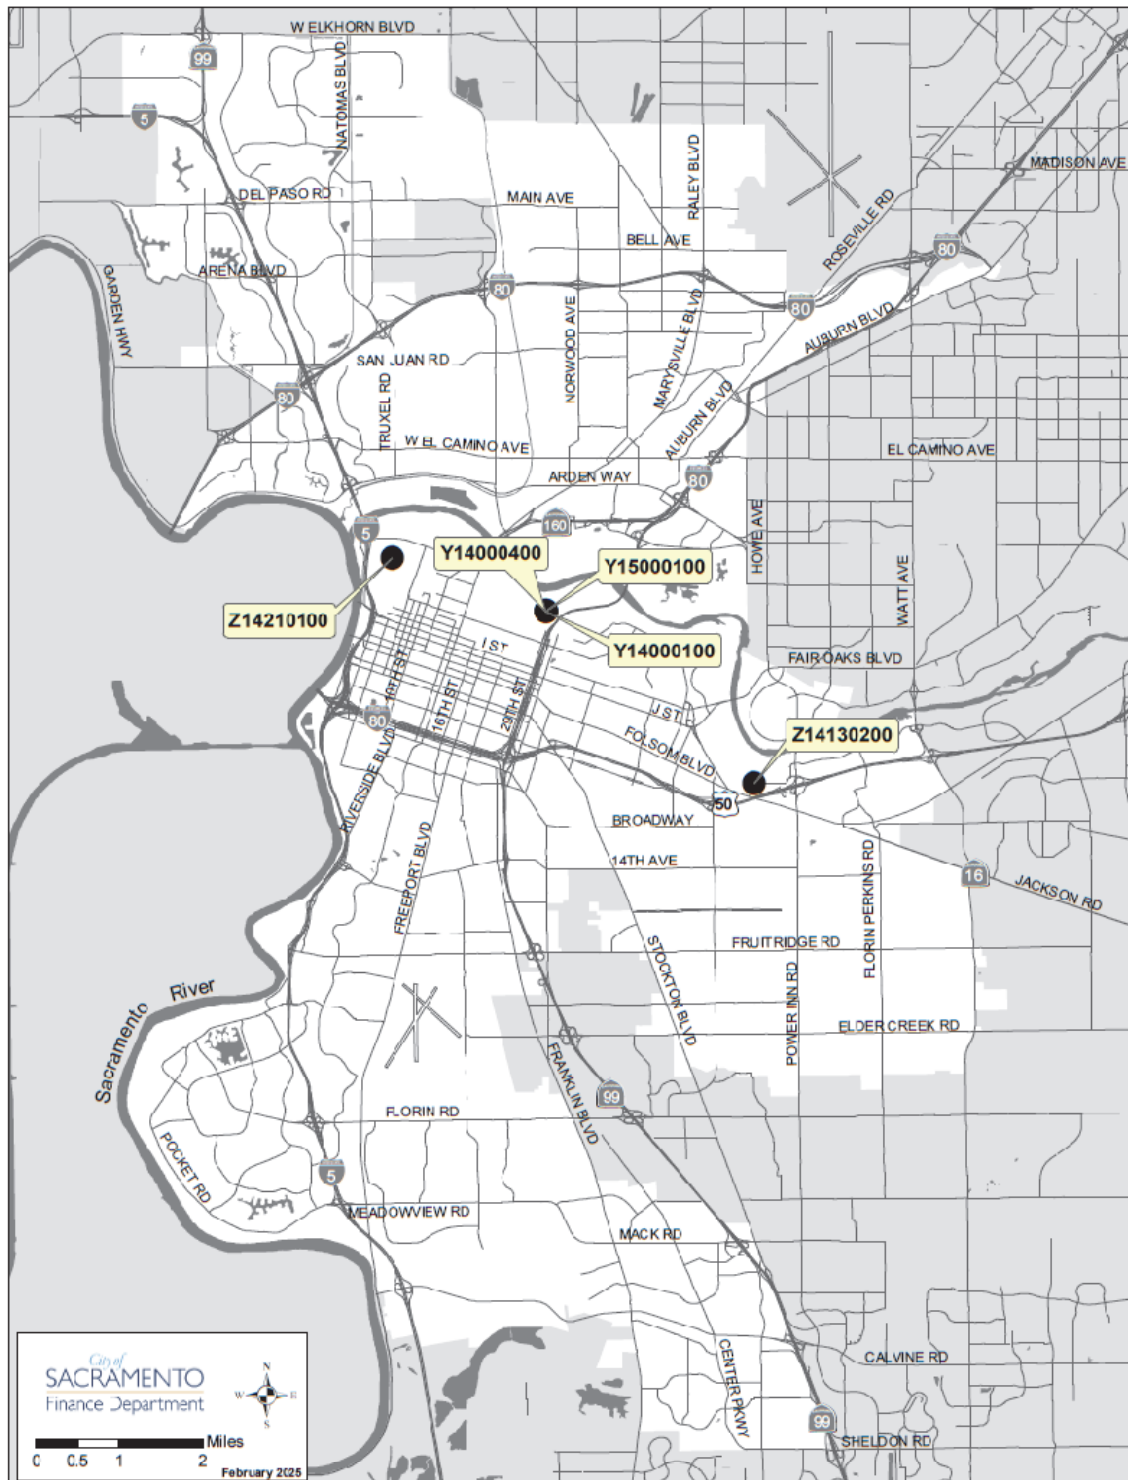 W ELKHORN BLVD
99
NATOMAS BLVD
5
MADISON AVE
RALEY BLVD
DEL PASO RD
MAIN AVE
ROSEVILLE RD
BELL AVE
80
ARENA BLVD
GARDEN HWY
80
80
NORWOOD AVE
MARYSVILLE BLVD
AUBURN BLVD
SAN JUAN RD
TRUXEL RD
80
AUBURN BLVD
W EL CAMINO AVE
EL CAMINO AVE
ARDEN WAY
80
HOWE AVE
160
5
Y14000400
Y15000100
WATT AVE
Z14210100
I ST
Y14000100
FAIR OAKS BLVD
10TH ST
16TH ST
29TH ST
80
J ST
FOLSOM BLVD
Z14130200
RIVERSIDE BLVD
50
BROADWAY
FREEPORT BLVD
14TH AVE
16
JACKSON RD
FLORIN PERKINS RD
FRUITRIDGE RD
STOCKTON BLVD
POWER INN RD
Sacramento River
ELDER CREEK RD
FRANKLIN BLVD
99
FLORIN RD
POCKET RD
5
MEADOWVIEW RD
MACK RD
CENTER PKWY
CALVINE RD
99
SHELDON RD
City of
SACRAMENTO
Finance Department
N
W E
S
Miles
0 0.5 1 2
February 2025